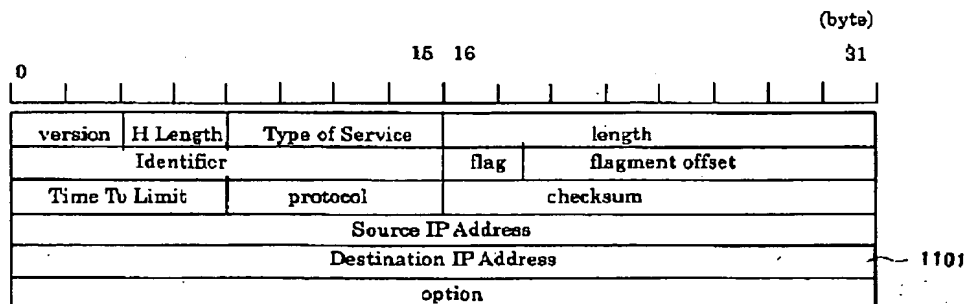 (byte)
0 15 16 31
version H Length Type of Service length
Identifier flag flagment offset
Time To Limit protocol checksum
Source IP Address
Destination IP Address 1101
option